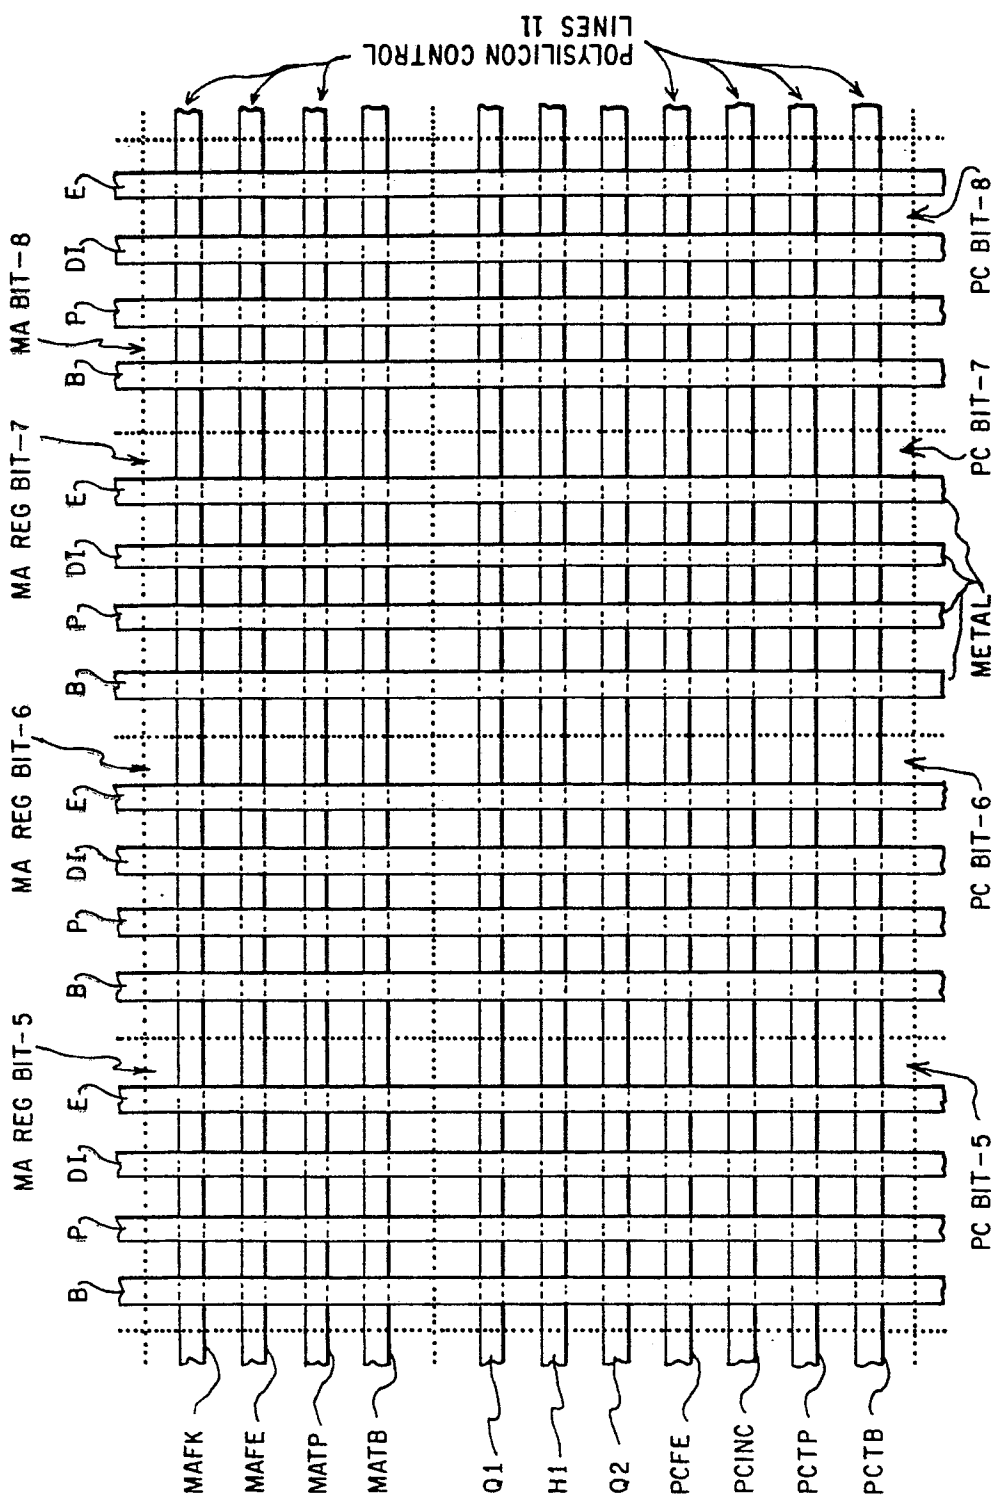 POLYSILICON CONTROL
LINES 11
MA REG BIT-5
MA REG BIT-6
MA REG BIT-7
MA BIT-8
B
P
DI
E
B
P
DI
E
B
P
DI
E
B
P
DI
E
MAFK
MAFE
MATP
MATB
Q1
H1
Q2
PCFE
PCINC
PCTP
PCTB
PC BIT-5
PC BIT-6
METAL
PC BIT-7
PC BIT-8